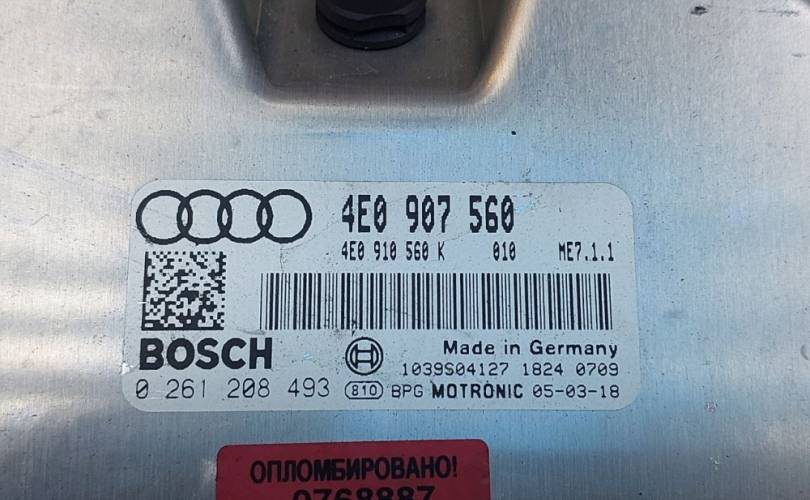 4E0 907 560
4E0 910 560 K 010 ME7.1.1
BOSCH
Made in Germany
1039S04127 1824 0709
0 261 208 493 810 BPG MOTRONIC 05-03-18
ОПЛОМБИРОВАНО!
0768887